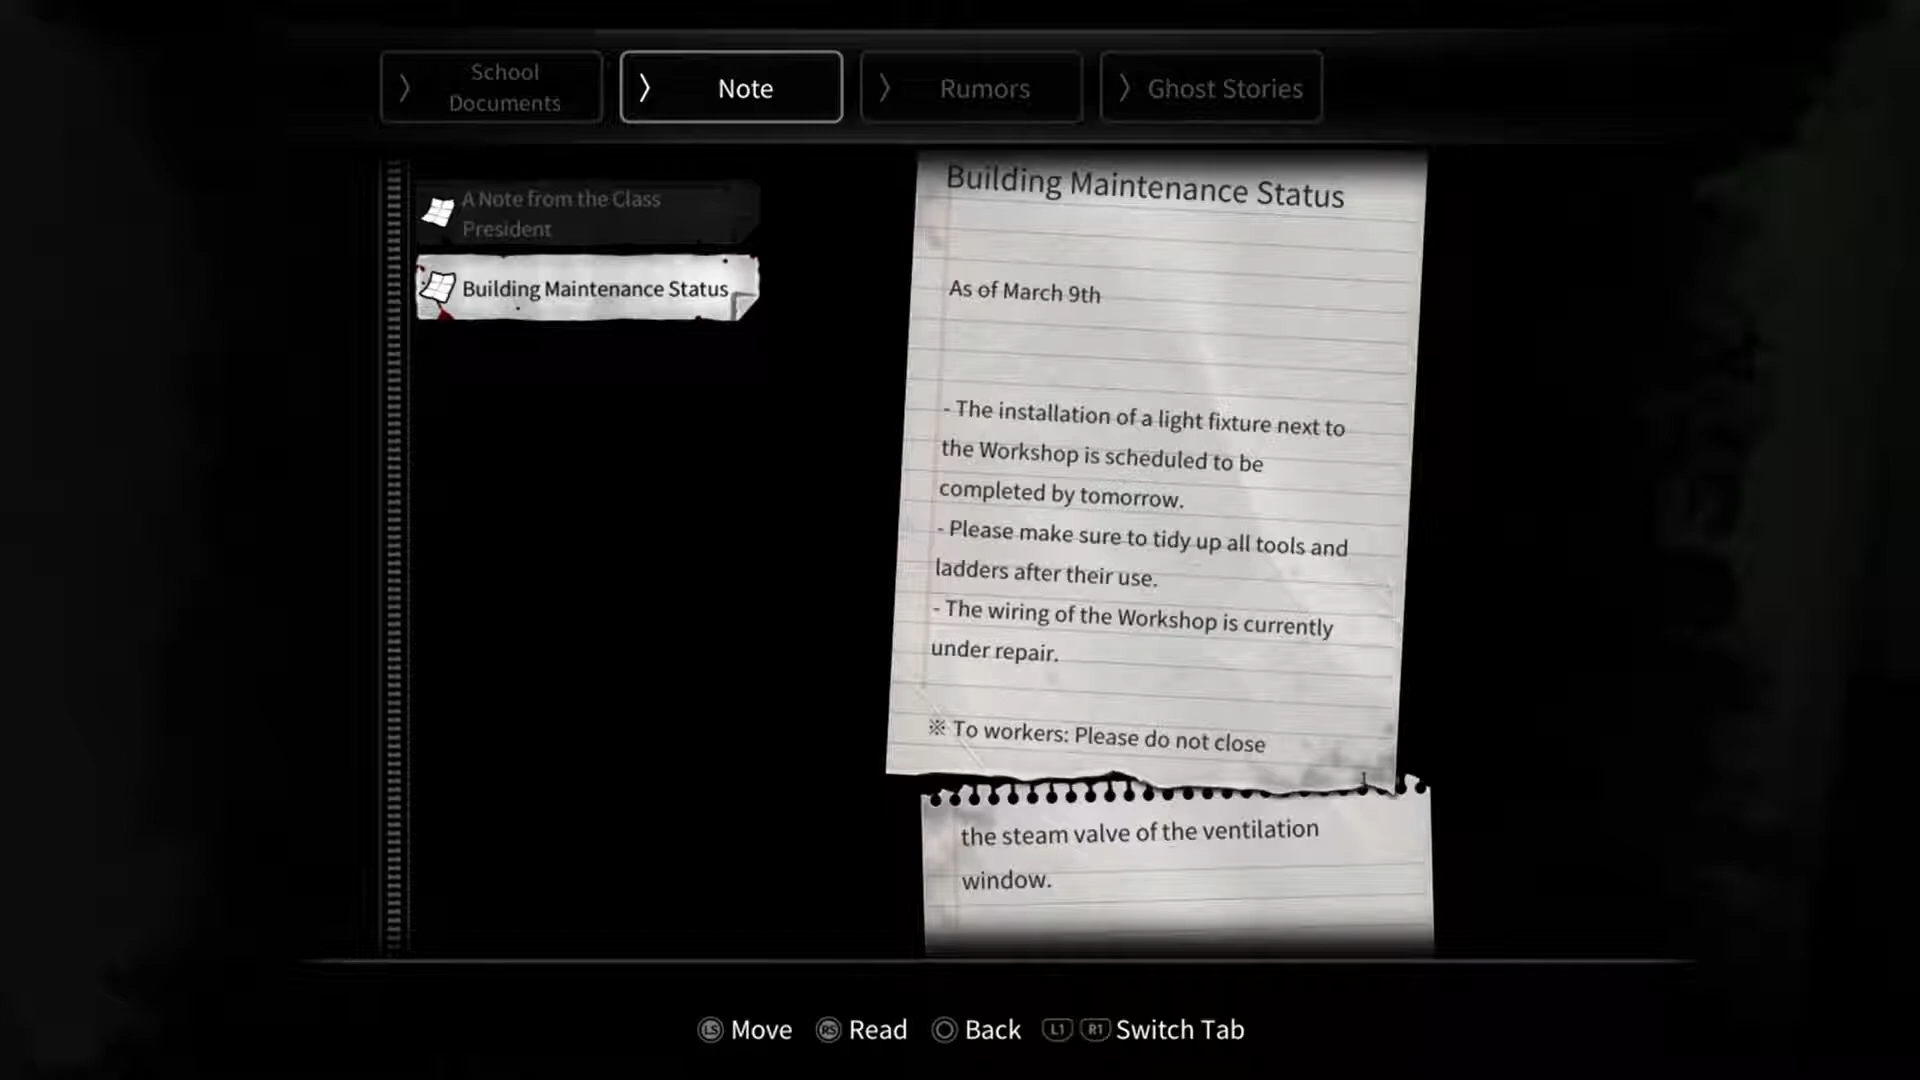 School
Documents
Note
Rumors
Ghost Stories
A Note from the Class
President
Building Maintenance Status
Building Maintenance Status
As of March 9th
- The installation of a light fixture next to
the Workshop is scheduled to be
completed by tomorrow.
- Please make sure to tidy up all tools and
ladders after their use.
- The wiring of the Workshop is currently
under repair.
※ To workers: Please do not close
the steam valve of the ventilation
window.
LS Move RS Read Back L1 R1 Switch Tab